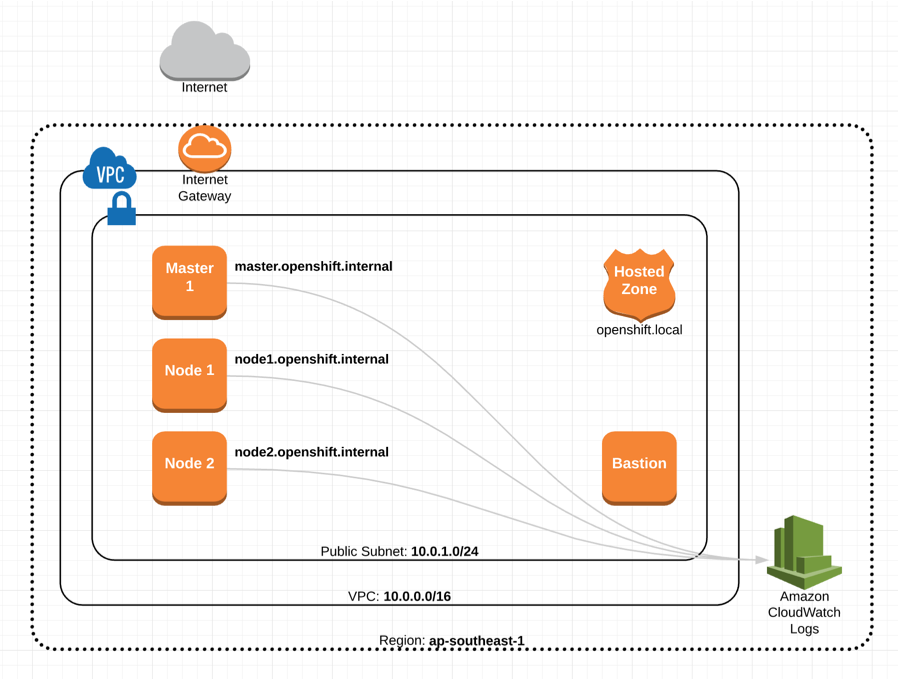 Internet
VPC
Internet
Gateway
Master
1
master.openshift.internal
Hosted
Zone
openshift.local
Node 1
node1.openshift.internal
Node 2
node2.openshift.internal
Bastion
Public Subnet: 10.0.1.0/24
VPC: 10.0.0.0/16
Amazon
CloudWatch
Logs
Region: ap-southeast-1